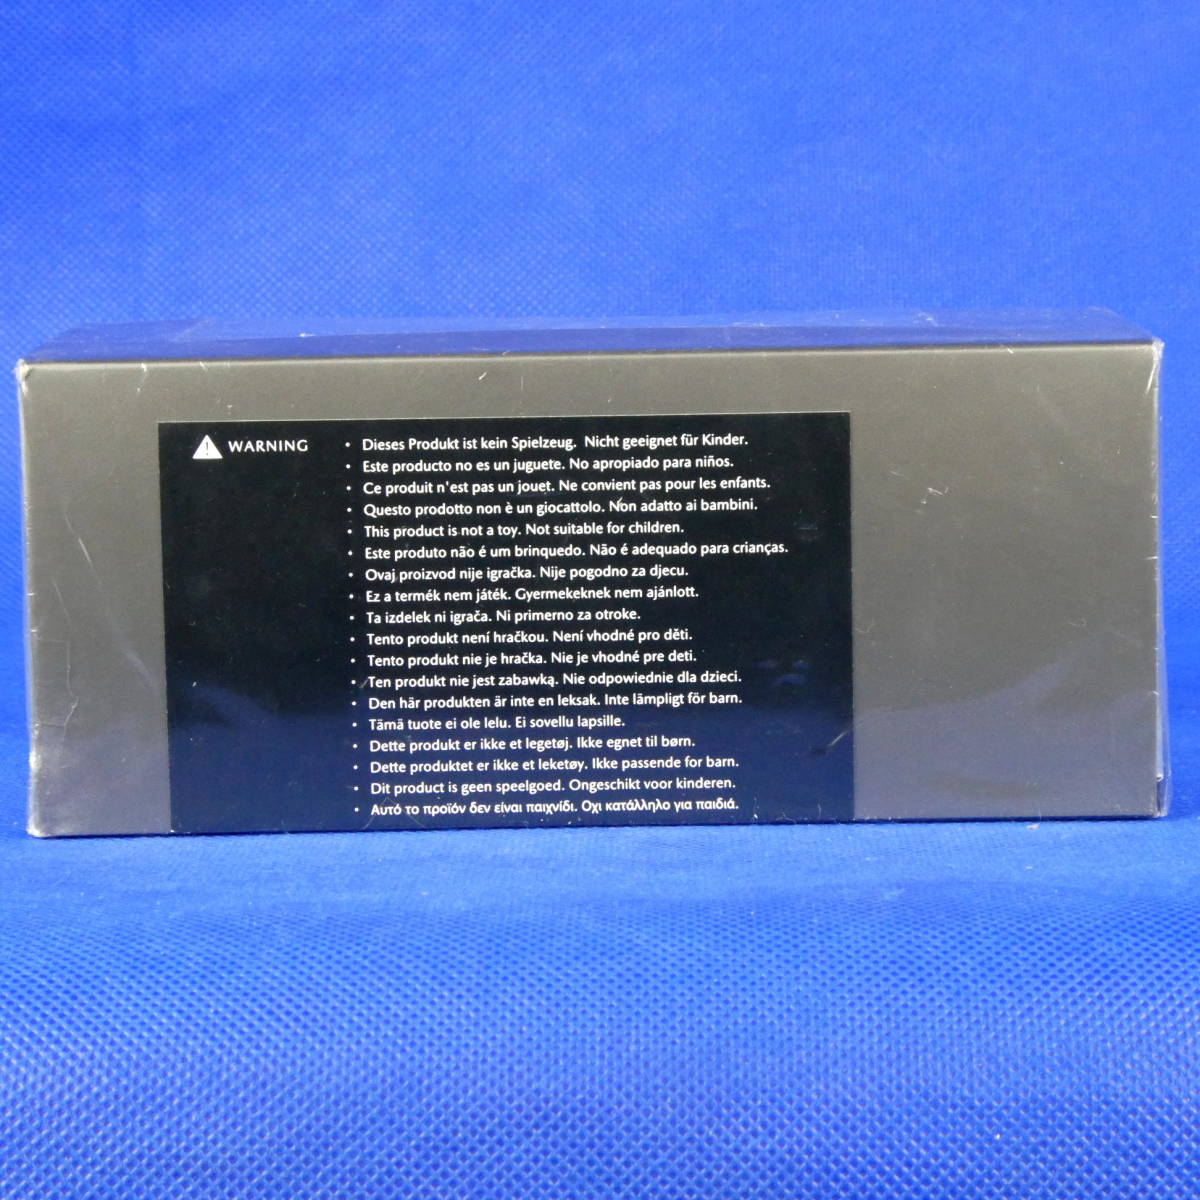 WARNING
• Dieses Produkt ist kein Spielzeug. Nicht geeignet für Kinder.
• Este producto no es un juguete. No apropiado para niños.
• Ce produit n'est pas un jouet. Ne convient pas pour les enfants.
• Questo prodotto non è un giocattolo. Non adatto ai bambini.
• This product is not a toy. Not suitable for children.
• Este produto não é um brinquedo. Não é adequado para crianças.
• Ovaj proizvod nije igračka. Nije pogodno za djecu.
• Ez a termék nem játék. Gyermekeknek nem ajánlott.
• Ta izdelek ni igrača. Ni primerno za otroke.
• Tento produkt není hračkou. Není vhodné pro děti.
• Tento produkt nie je hračka. Nie je vhodné pre deti.
• Ten produkt nie jest zabawką. Nie odpowiednie dla dzieci.
• Den här produkten är inte en leksak. Inte lämpligt för barn.
• Tämä tuote ei ole lelu. Ei sovellu lapsille.
• Dette produkt er ikke et legetøj. Ikke egnet til børn.
• Dette produktet er ikke et leketøy. Ikke passende for barn.
• Dit product is geen speelgoed. Ongeschikt voor kinderen.
• Αυτό το προϊόν δεν είναι παιχνίδι. Οχι κατάλληλο για παιδιά.